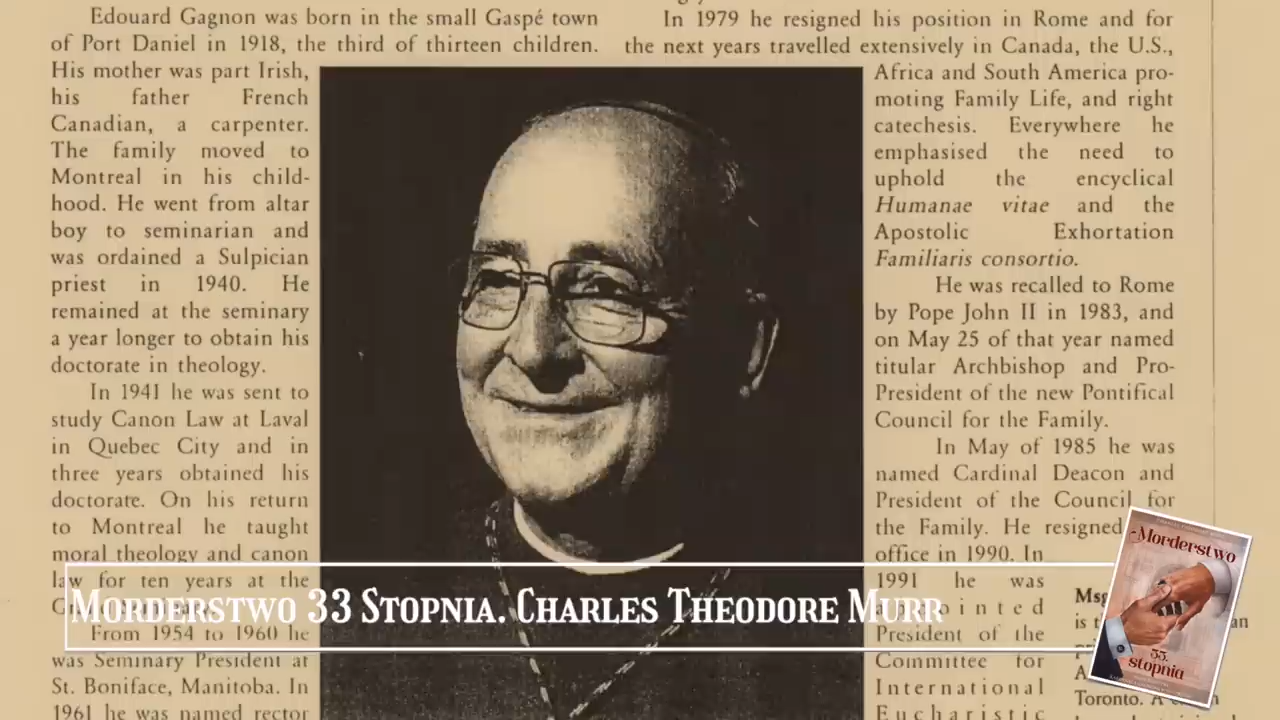 Edouard Gagnon was born in the small Gaspé town
of Port Daniel in 1918, the third of thirteen children.
His mother was part Irish,
his father French
Canadian, a carpenter.
The family moved to
Montreal in his child-
hood. He went from altar
boy to seminarian and
was ordained a Sulpician
priest in 1940. He
remained at the seminary
a year longer to obtain his
doctorate in theology.
In 1941 he was sent to
study Canon Law at Laval
in Quebec City and in
three years obtained his
doctorate. On his return
to Montreal he taught
moral theology and canon
law for ten years at the
From 1954 to 1960 he
was Seminary President at
St. Boniface, Manitoba. In
1961 he was named rector
In 1979 he resigned his position in Rome and for
the next years travelled extensively in Canada, the U.S.,
Africa and South America pro-
moting Family Life, and right
catechesis. Everywhere he
emphasised the need to
uphold the encyclical
Humanae vitae and the
Apostolic Exhortation
Familiaris consortio.
He was recalled to Rome
by Pope John II in 1983, and
on May 25 of that year named
titular Archbishop and Pro-
President of the new Pontifical
Council for the Family.
In May of 1985 he was
named Cardinal Deacon and
President of the Council for
the Family. He resigned
office in 1990. In
1991 he was
appointed
President of the
Committee for
International
Eucharistic
Toronto. A
Morderstwo 33 Stopnia. Charles Theodore Murr
Morderstwo
33.
stopnia